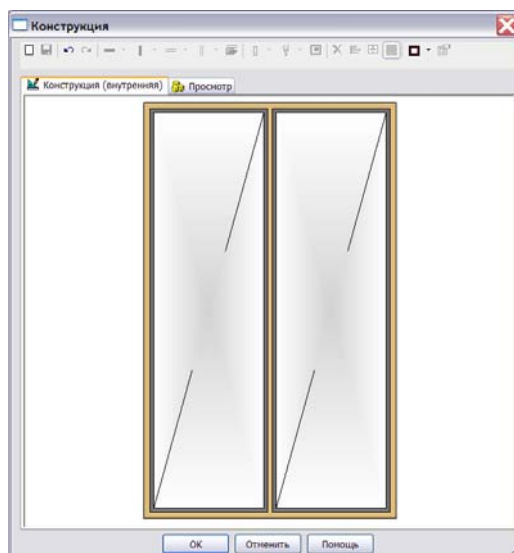 Конструкция
Конструкция (внутренняя) Просмотр
OK Отменить Помощь